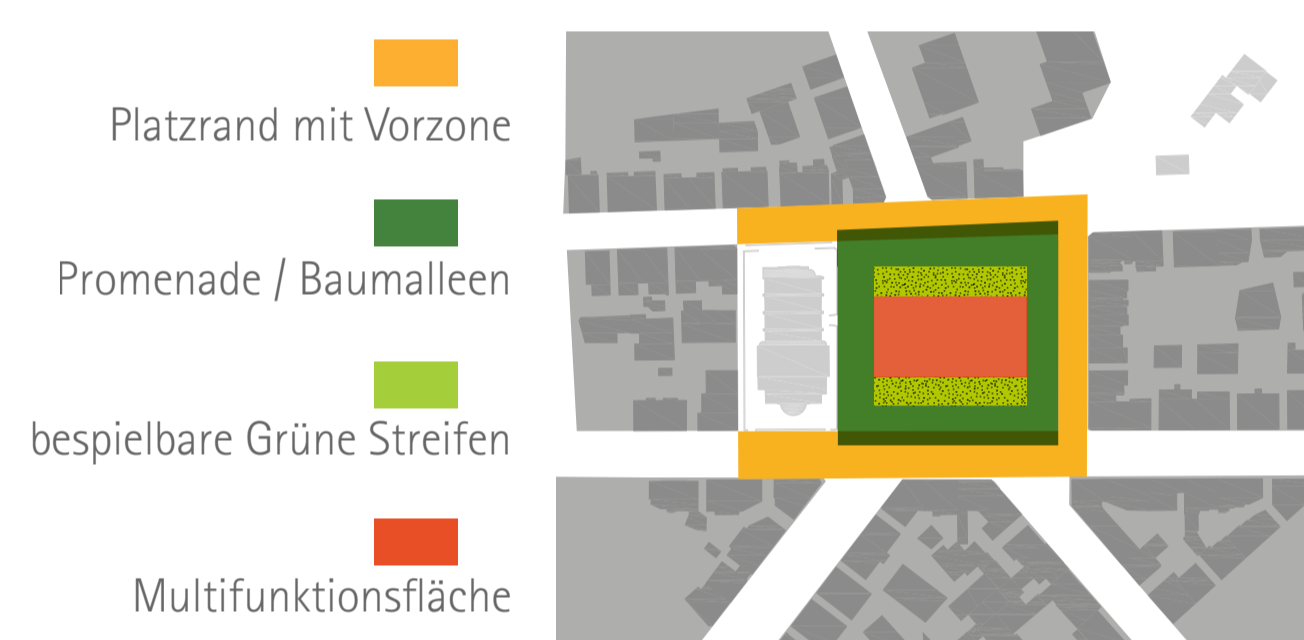 Platzrand mit Vorzone
Promenade / Baumalleen
bespielbare Grüne Streifen
Multifunktionsfläche